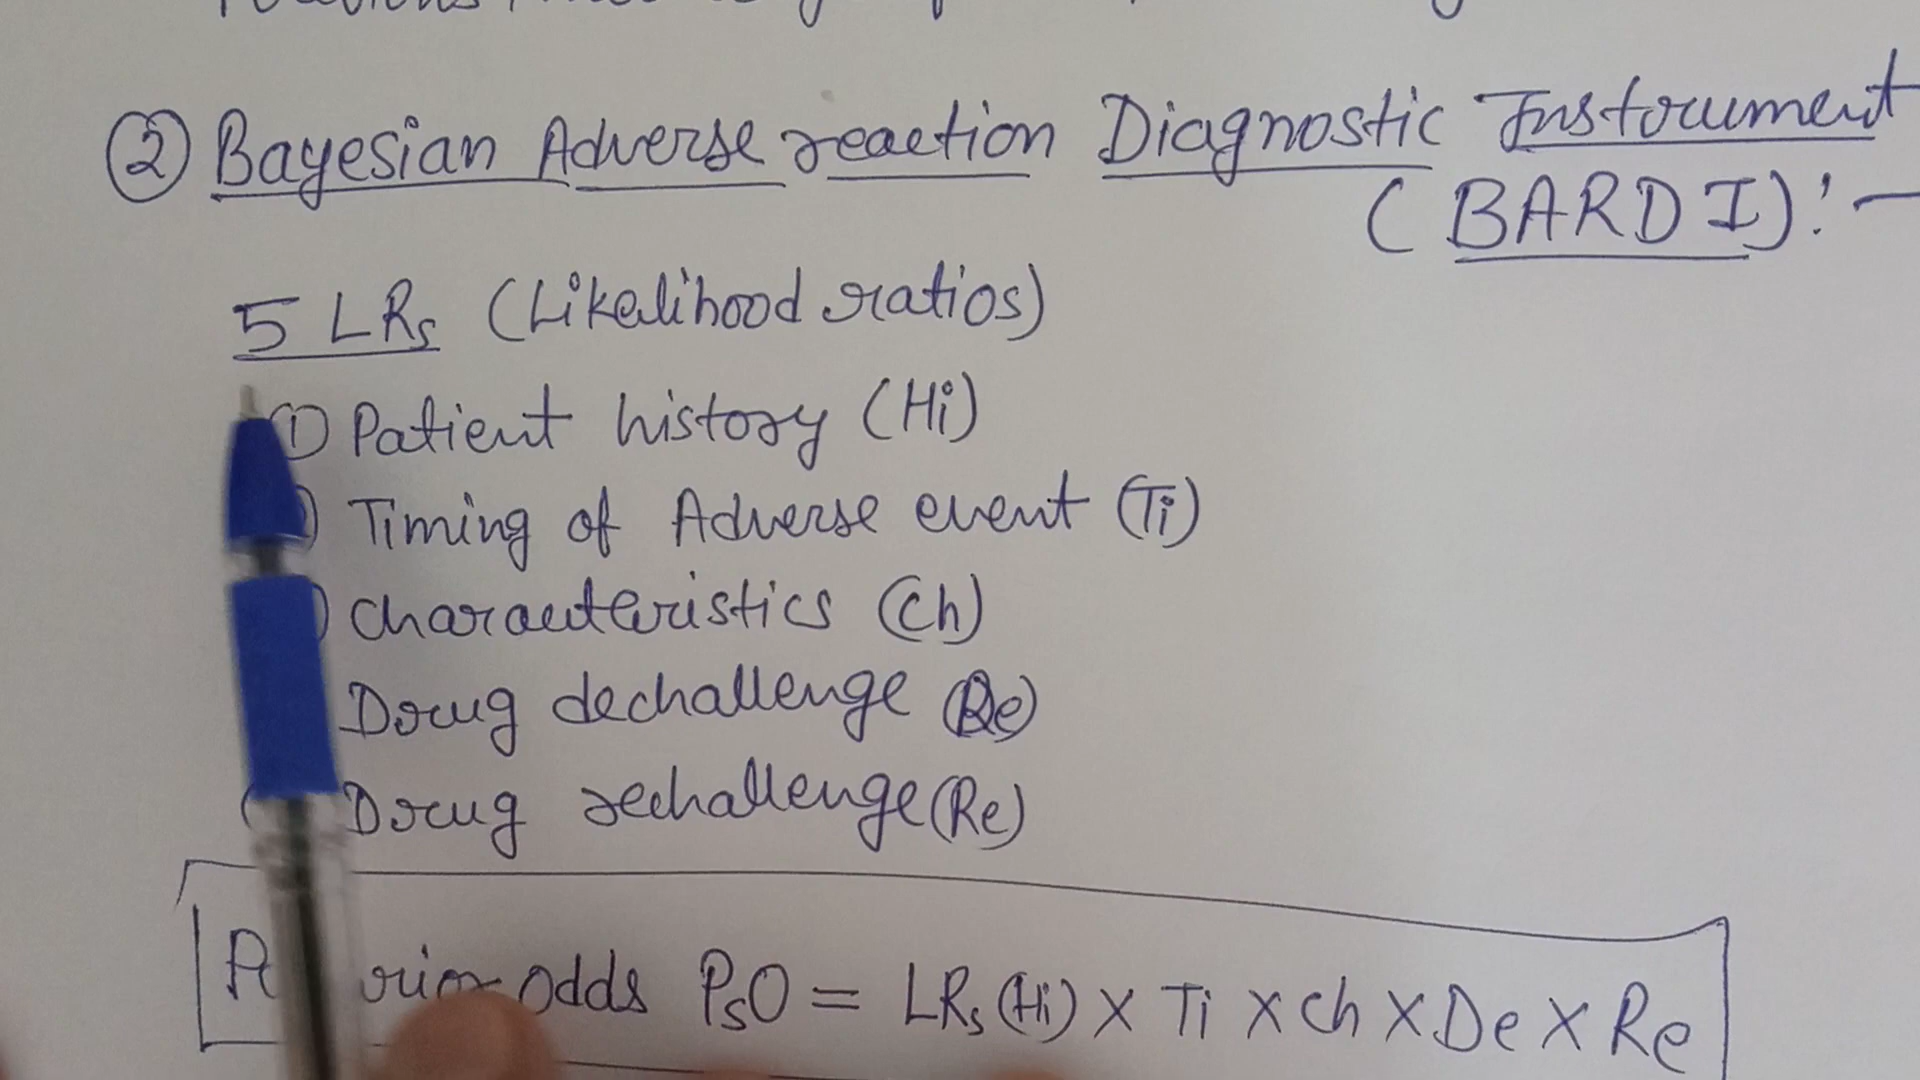 ② Bayesian Adverse reaction Diagnostic Instrument
(BARDI):-
5 LRs (Likelihood ratios)
① Patient history (Hi)
Timing of Adverse event (Ti)
Characteristics (Ch)
Drug dechallenge (De)
Drug rechallenge (Re)
odds PsO = LRs (Hi) × Ti × Ch × De × Re